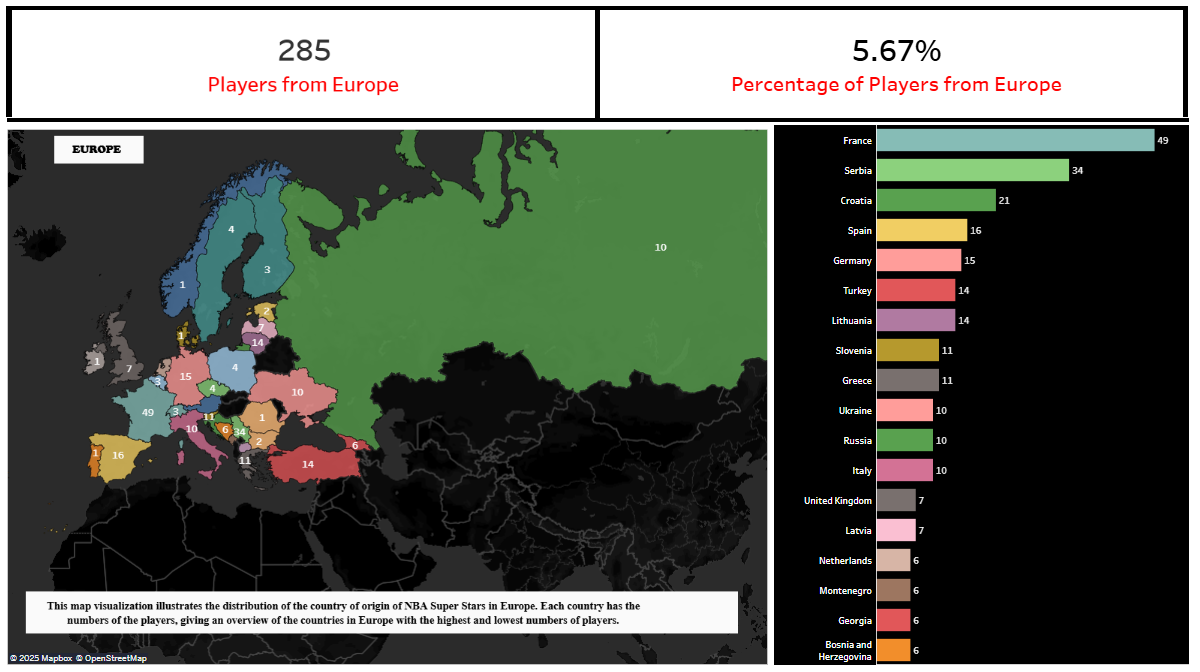 285
Players from Europe
5.67%
Percentage of Players from Europe
EUROPE
10
4
3
1
2
7
14
1
1
7
3
15
4
4
10
49
3
11
1
10
6
34
2
1
16
11
6
14
This map visualization illustrates the distribution of the country of origin of NBA Super Stars in Europe. Each country has the
numbers of the players, giving an overview of the countries in Europe with the highest and lowest numbers of players.
© 2025 Mapbox © OpenStreetMap
France 49
Serbia 34
Croatia 21
Spain 16
Germany 15
Turkey 14
Lithuania 14
Slovenia 11
Greece 11
Ukraine 10
Russia 10
Italy 10
United Kingdom 7
Latvia 7
Netherlands 6
Montenegro 6
Georgia 6
Bosnia and
Herzegovina 6